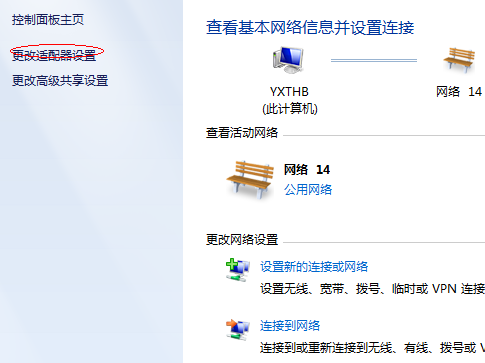 控制面板主页
更改适配器设置
更改高级共享设置
查看基本网络信息并设置连接
YXTHB
(此计算机)
网络 14
查看活动网络
网络 14
公用网络
更改网络设置
设置新的连接或网络
设置无线、宽带、拨号、临时或 VPN 连接
连接到网络
连接到或重新连接到无线、有线、拨号或 V